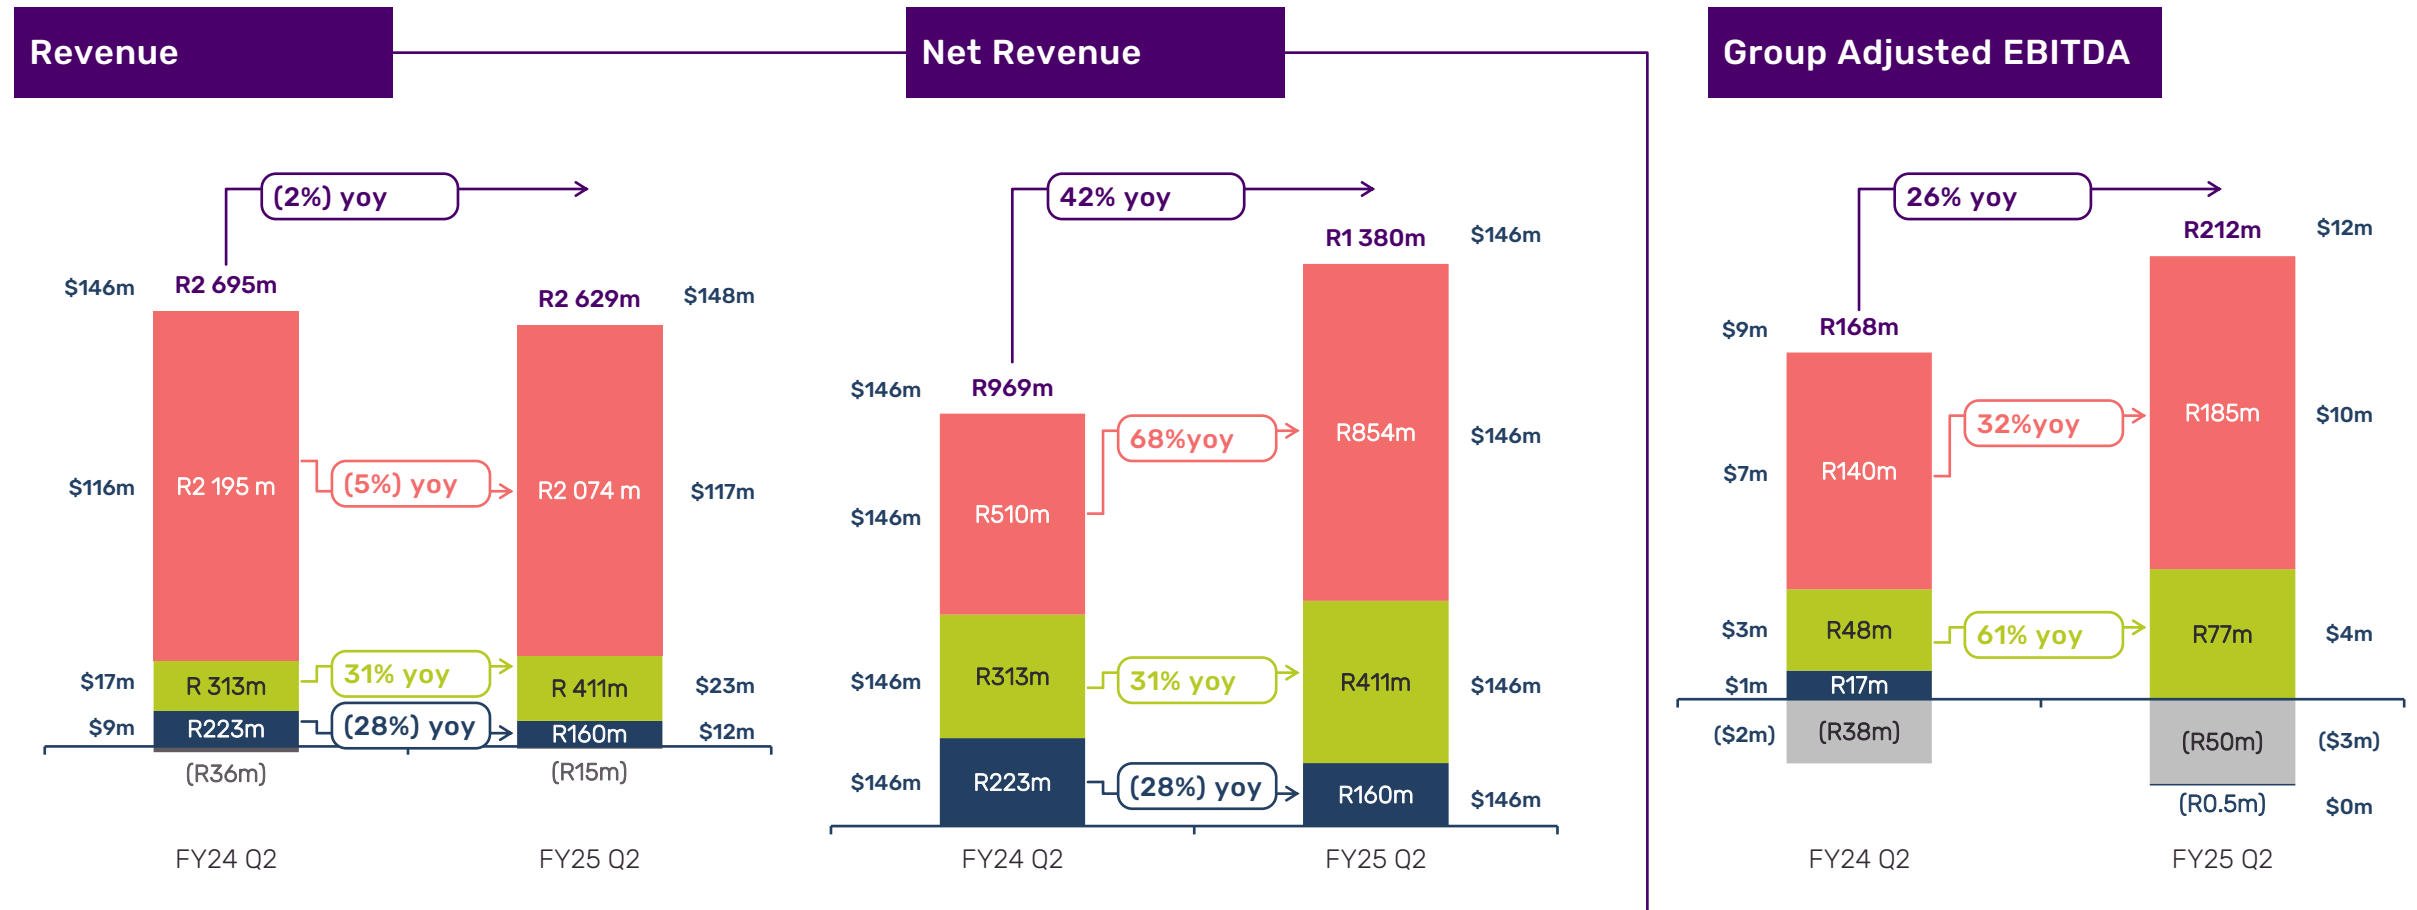 Revenue
(2%) yoy
$146m
R2 695m
R2 629m
$148m
$116m
R2 195 m
(5%) yoy
R2 074 m
$117m
$17m
R 313m
31% yoy
R 411m
$23m
$9m
R223m
(28%) yoy
R160m
$12m
(R36m)
(R15m)
FY24 Q2
FY25 Q2
Net Revenue
42% yoy
R1 380m
$146m
$146m
R969m
$146m
R510m
68%yoy
R854m
$146m
$146m
R313m
31% yoy
R411m
$146m
$146m
R223m
(28%) yoy
R160m
$146m
FY24 Q2
FY25 Q2
Group Adjusted EBITDA
26% yoy
R212m
$12m
$9m
R168m
$7m
R140m
32%yoy
R185m
$10m
$3m
R48m
61% yoy
R77m
$4m
$1m
R17m
($2m)
(R38m)
(R50m)
($3m)
(R0.5m)
$0m
FY24 Q2
FY25 Q2